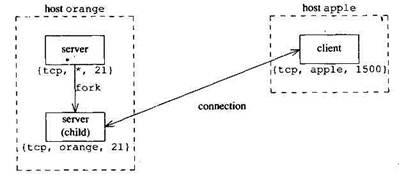 host orange
host apple
server
client
{tcp, *, 21}
{tcp, apple, 1500}
fork
connection
server
(child)
{tcp, orange, 21}